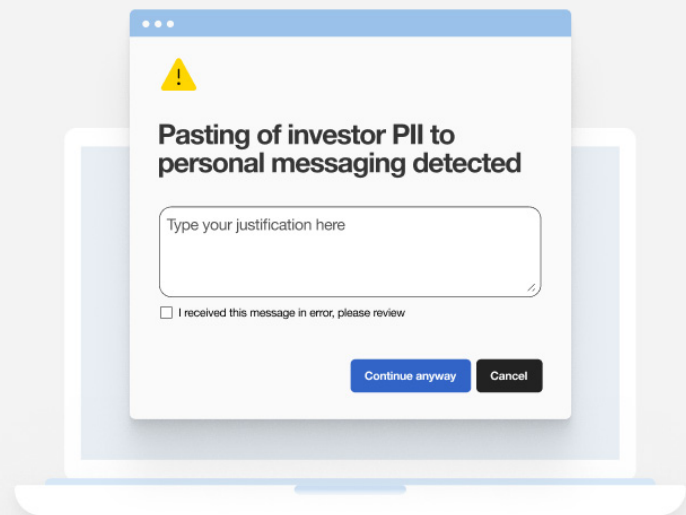 Pasting of investor PII to
personal messaging detected
Type your justification here
I received this message in error, please review
Continue anyway
Cancel